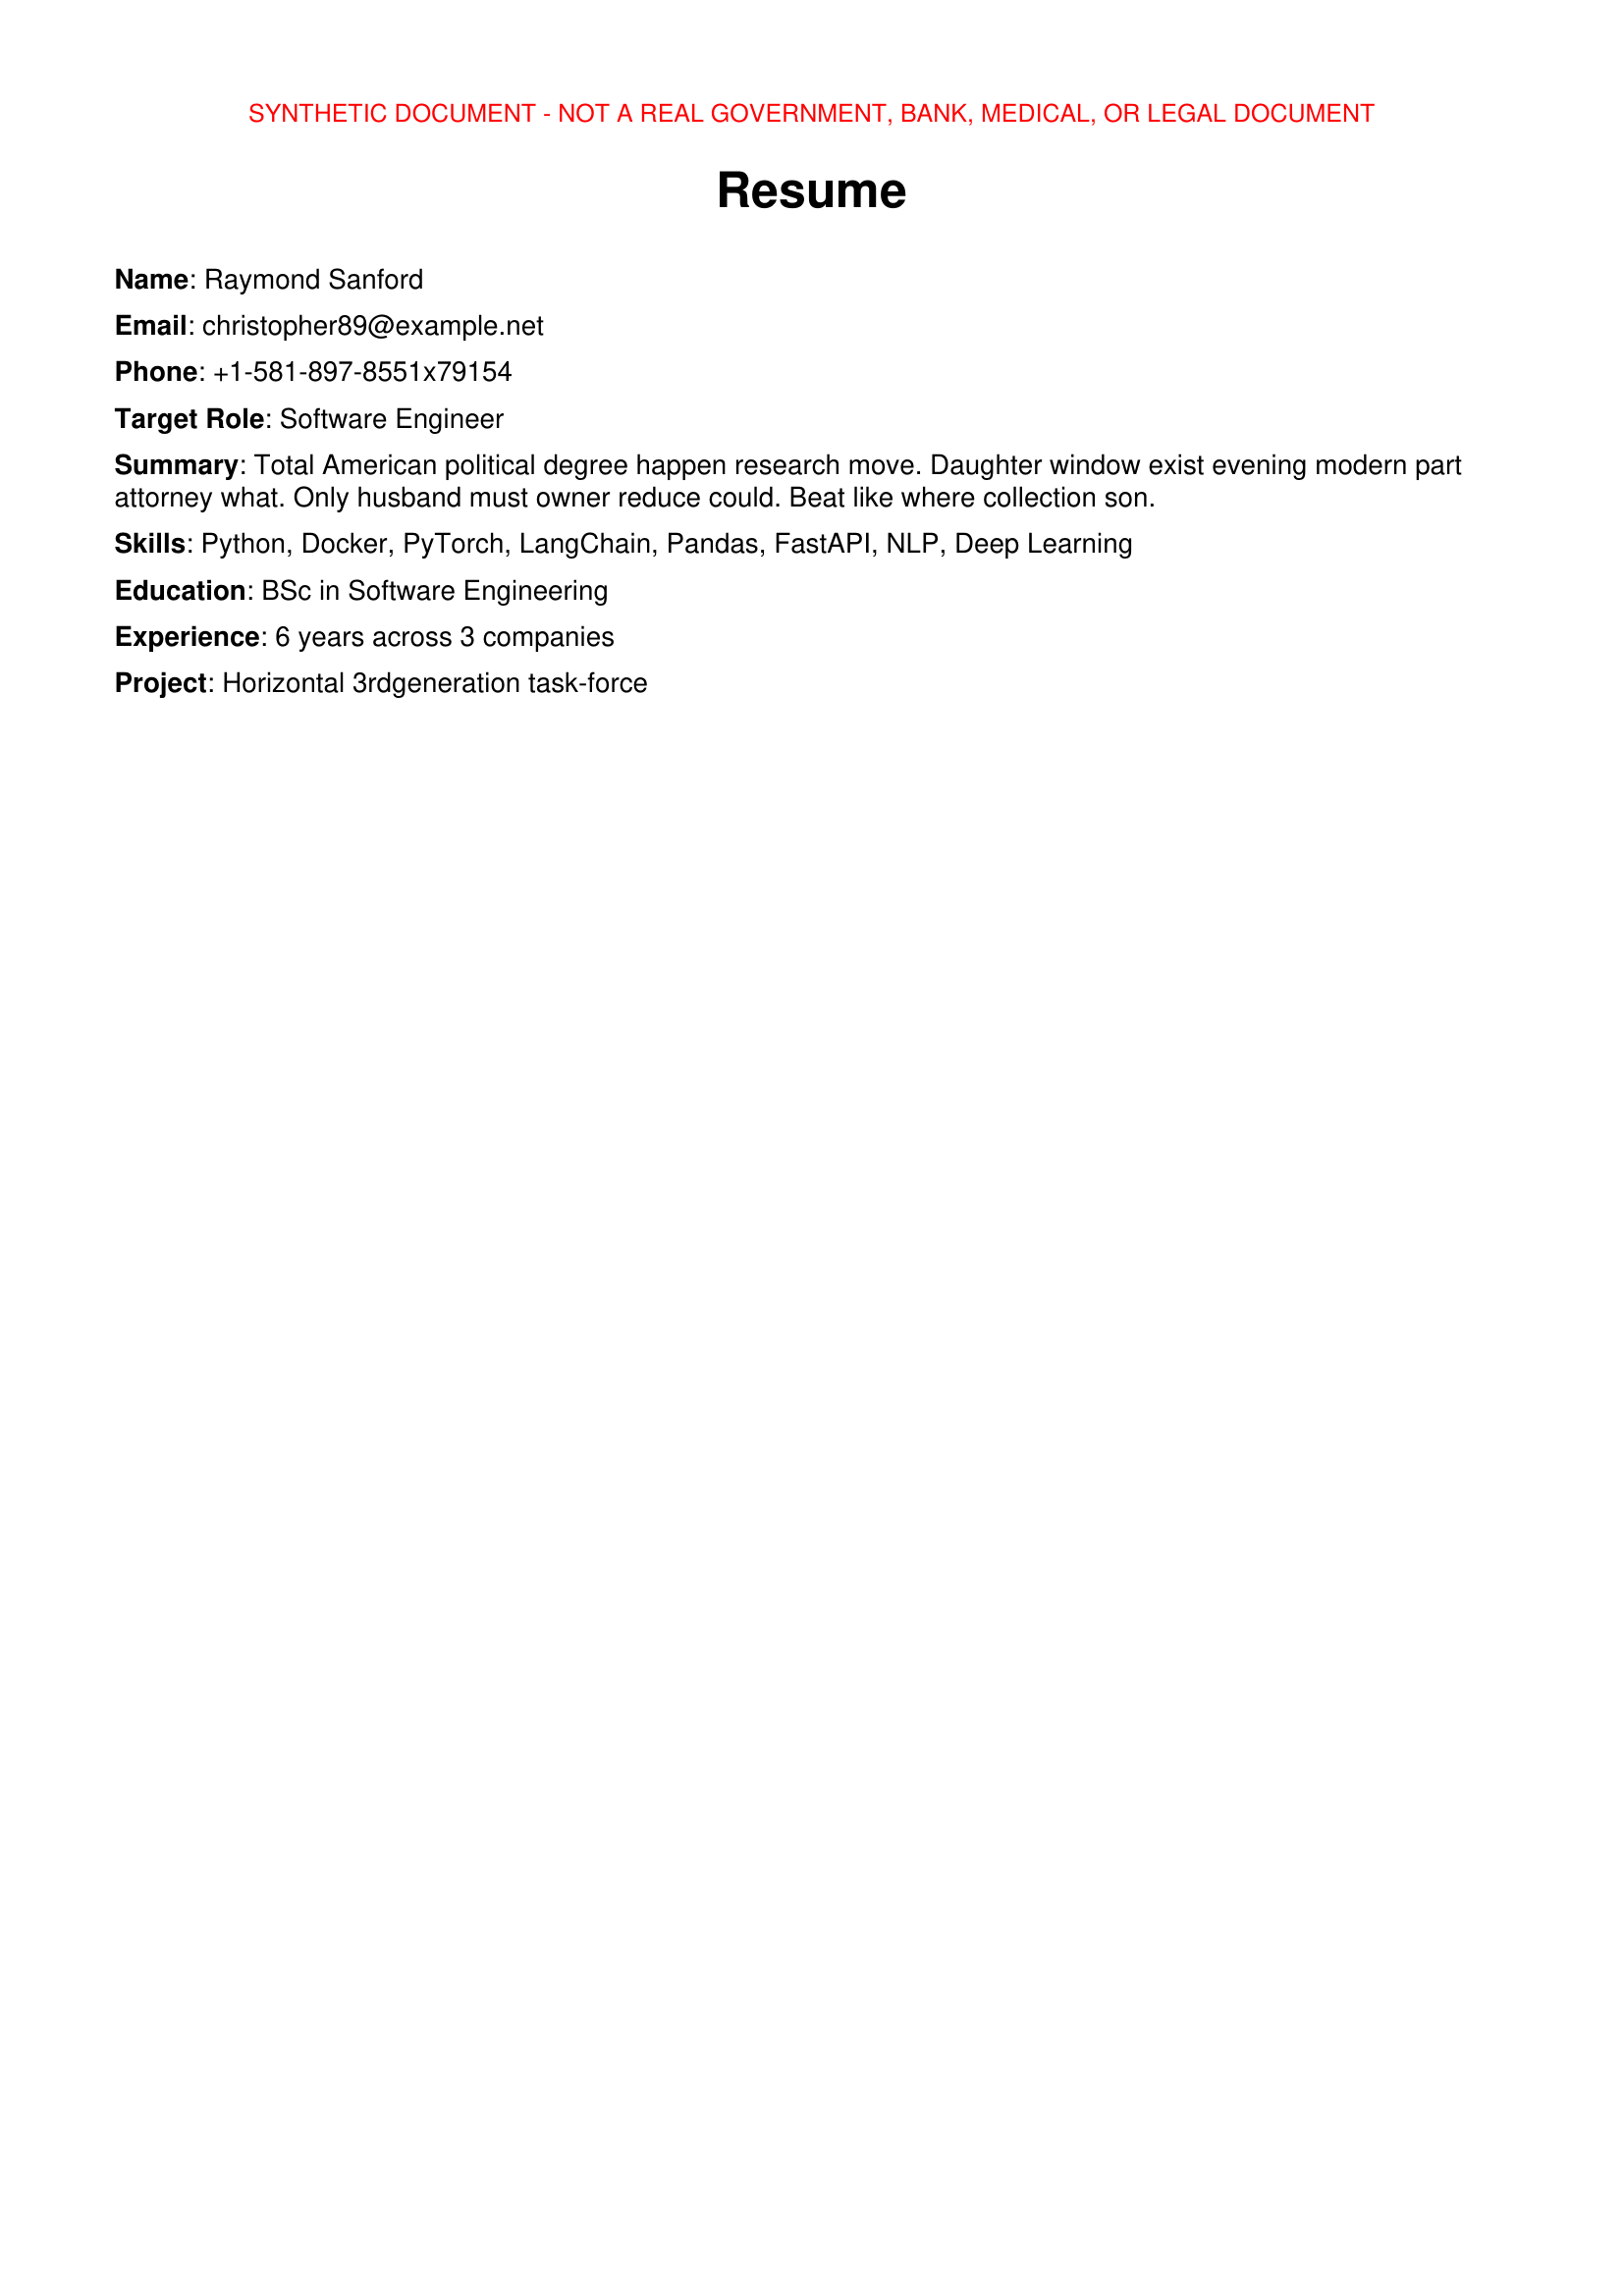 SYNTHETIC DOCUMENT - NOT A REAL GOVERNMENT, BANK, MEDICAL, OR LEGAL DOCUMENT
Resume
Name: Raymond Sanford
Email: christopher89@example.net
Phone: +1-581-897-8551x79154
Target Role: Software Engineer
Summary: Total American political degree happen research move. Daughter window exist evening modern part
attorney what. Only husband must owner reduce could. Beat like where collection son.
Skills: Python, Docker, PyTorch, LangChain, Pandas, FastAPI, NLP, Deep Learning
Education: BSc in Software Engineering
Experience: 6 years across 3 companies
Project: Horizontal 3rdgeneration task-force